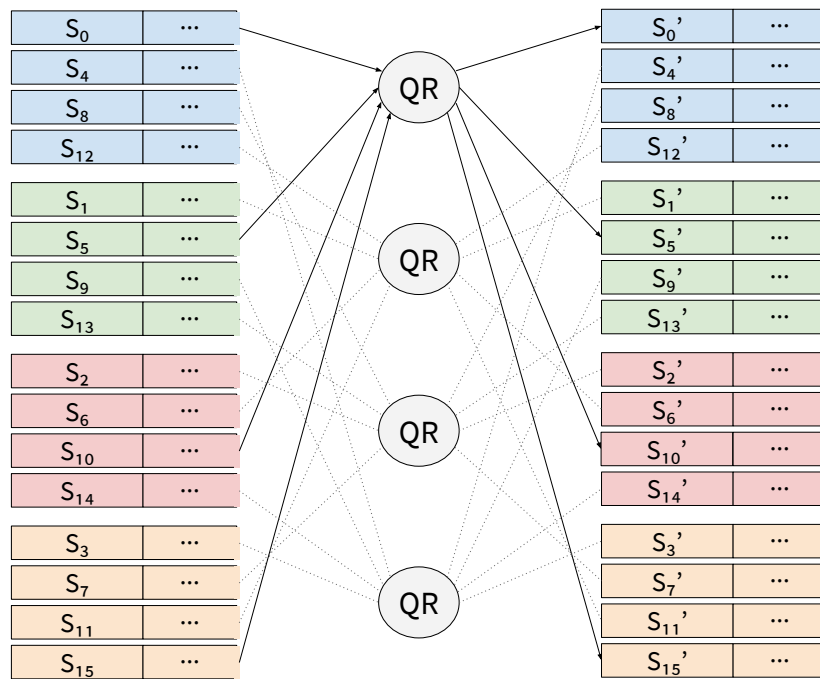 S₀ ... QR S₀’ ...
S₄ ... S₄’ ...
S₈ ... S₈’ ...
S₁₂ ... S₁₂’ ...
S₁ ... S₁’ ...
S₅ ... QR S₅’ ...
S₉ ... S₉’ ...
S₁₃ ... S₁₃’ ...
S₂ ... S₂’ ...
S₆ ... QR S₆’ ...
S₁₀ ... S₁₀’ ...
S₁₄ ... S₁₄’ ...
S₃ ... S₃’ ...
S₇ ... QR S₇’ ...
S₁₁ ... S₁₁’ ...
S₁₅ ... S₁₅’ ...